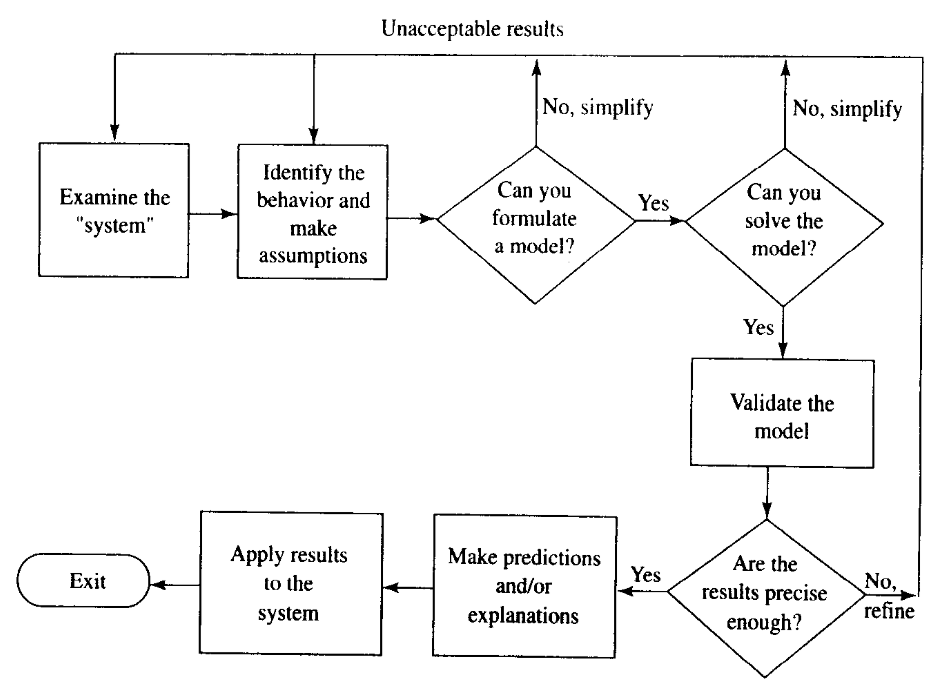 Unacceptable results
No, simplify
No, simplify
Examine the
"system"
Identify the
behavior and
make
assumptions
Can you
formulate
a model?
Yes
Can you
solve the
model?
Yes
Validate the
model
Are the
results precise
enough?
No,
refine
Yes
Make predictions
and/or
explanations
Apply results
to the
system
Exit